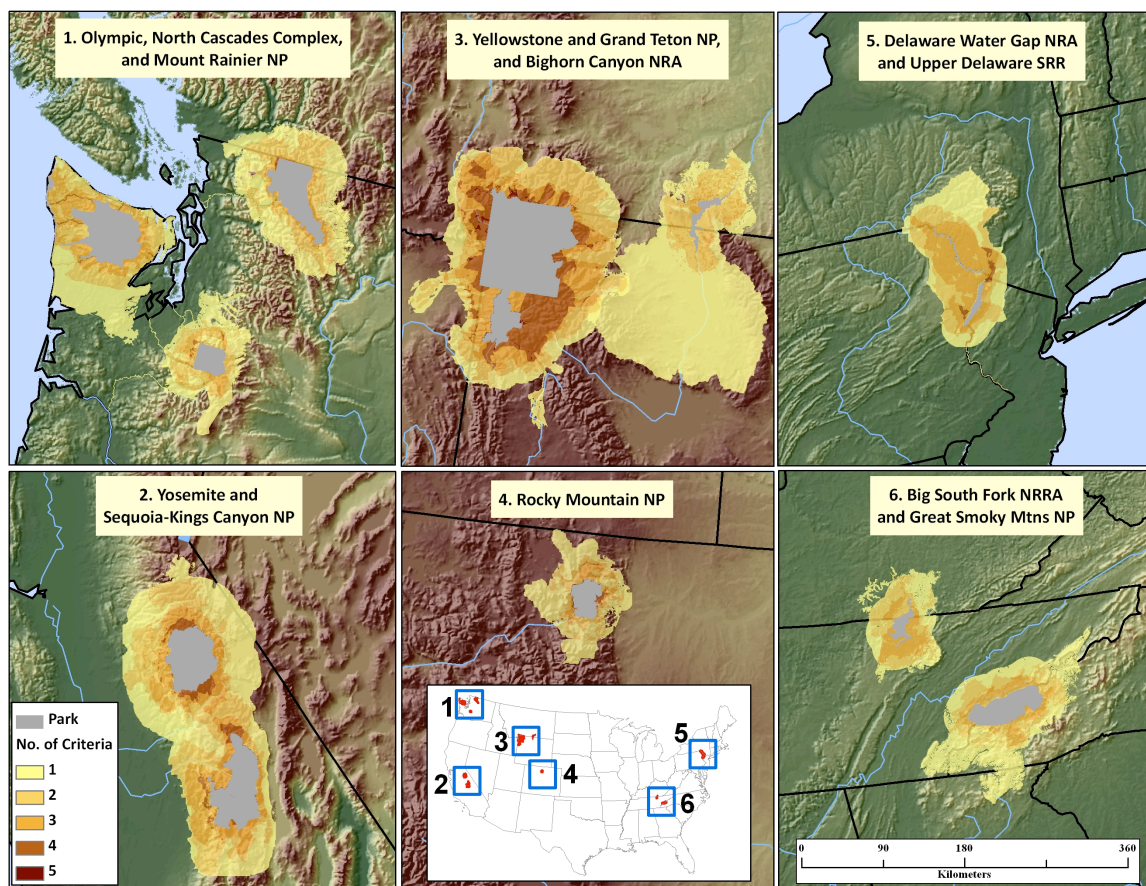 1. Olympic, North Cascades Complex,
and Mount Rainier NP
3. Yellowstone and Grand Teton NP,
and Bighorn Canyon NRA
5. Delaware Water Gap NRA
and Upper Delaware SRR
2. Yosemite and
Sequoia-Kings Canyon NP
4. Rocky Mountain NP
6. Big South Fork NRRA
and Great Smoky Mtns NP
Park
No. of Criteria
1
2
3
4
5
1
2
3
4
5
6
0 90 180 360
Kilometers